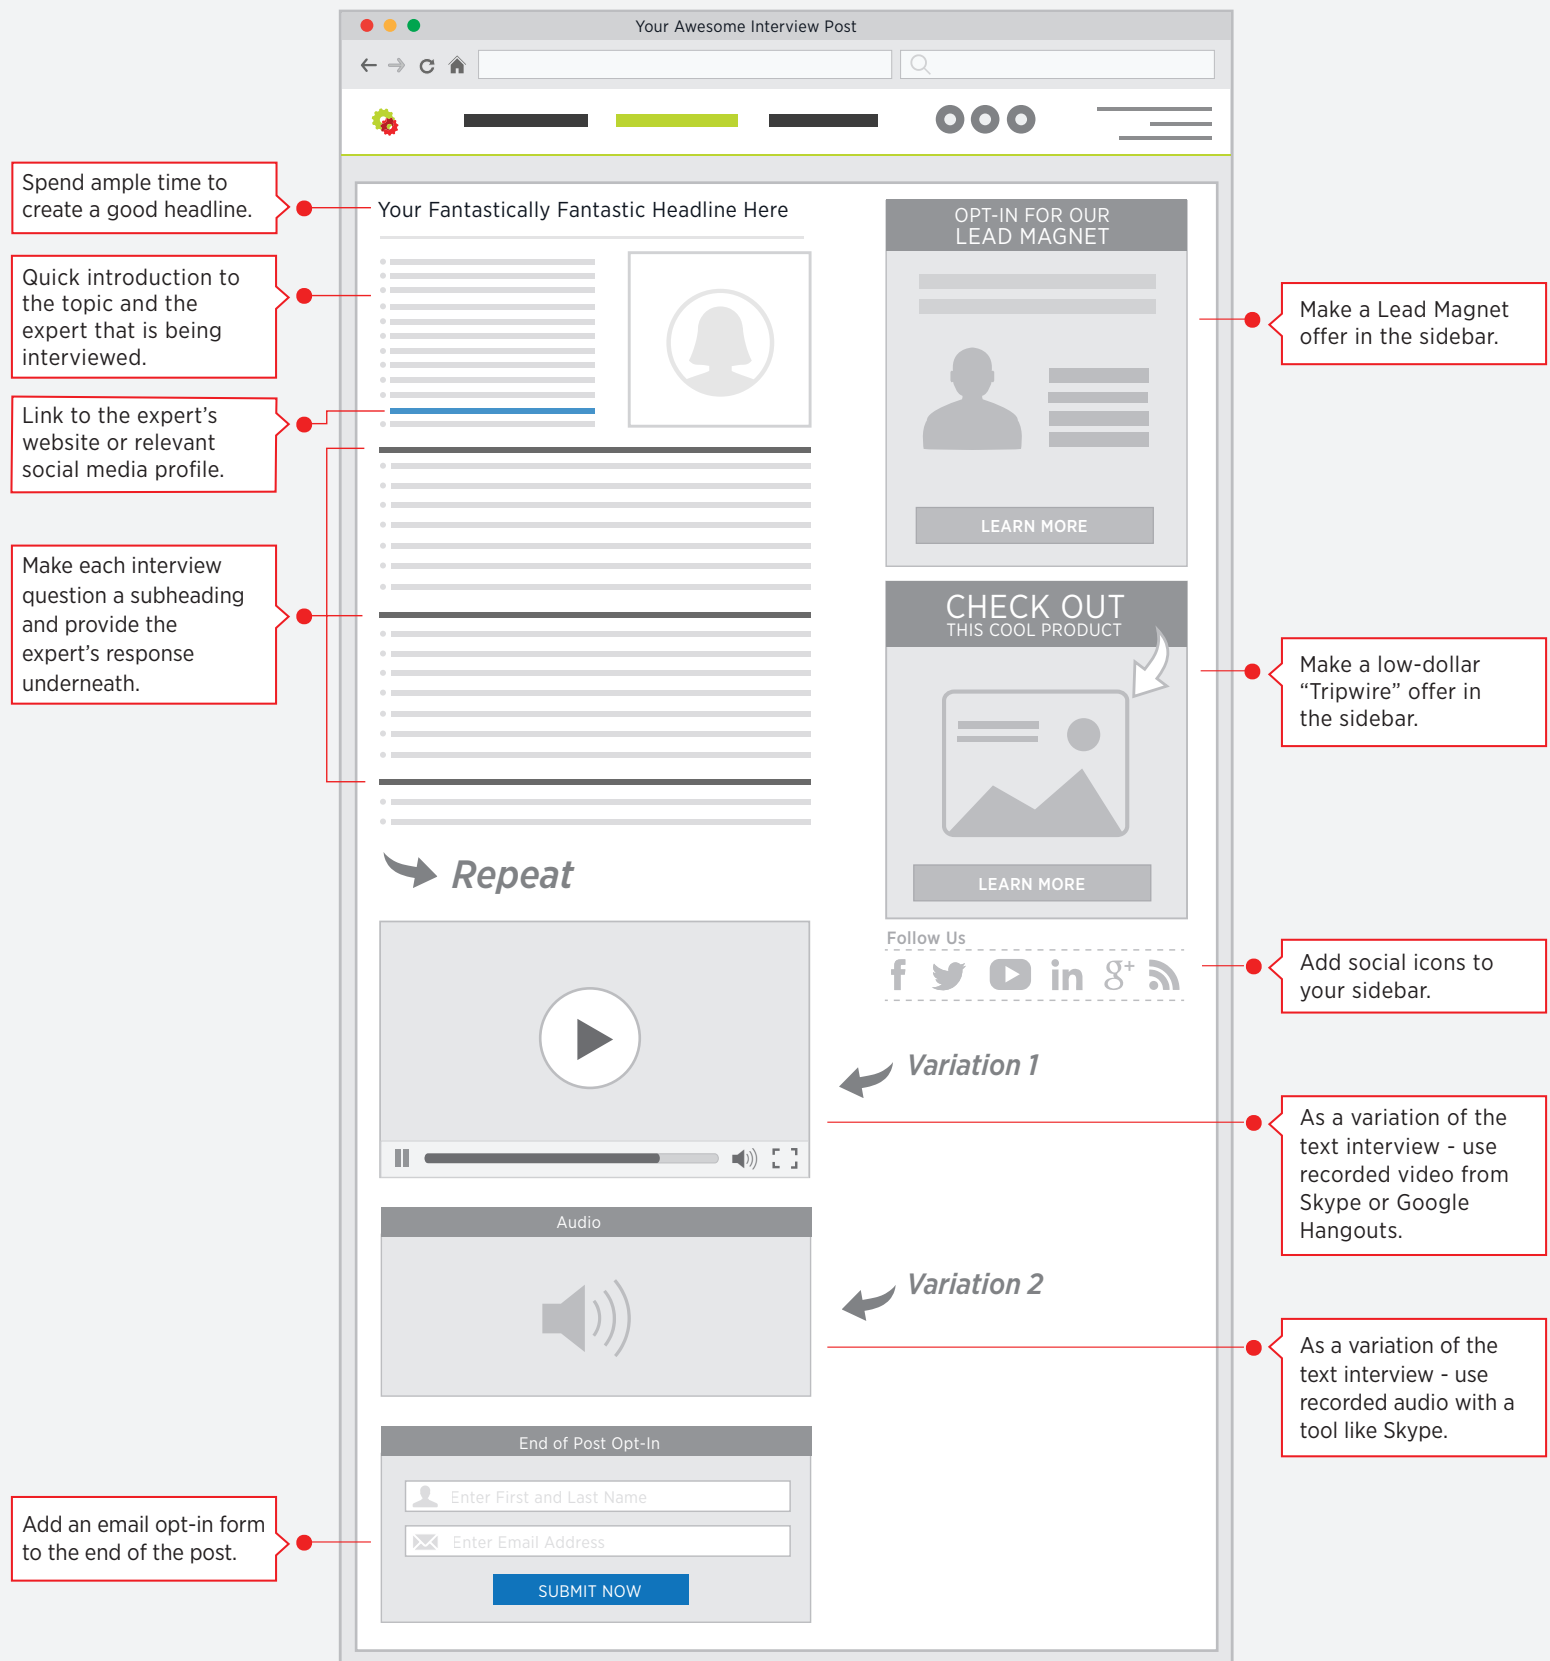 Your Awesome Interview Post
Spend ample time to
create a good headline.
Your Fantastically Fantastic Headline Here
Quick introduction to
the topic and the
expert that is being
interviewed.
Link to the expert’s
website or relevant
social media profile.
Make each interview
question a subheading
and provide the
expert’s response
underneath.
Repeat
OPT-IN FOR OUR
LEAD MAGNET
LEARN MORE
Make a Lead Magnet
offer in the sidebar.
CHECK OUT
THIS COOL PRODUCT
LEARN MORE
Make a low-dollar
“Tripwire” offer in
the sidebar.
Follow Us
f
in
g+
Add social icons to
your sidebar.
Variation 1
As a variation of the
text interview - use
recorded video from
Skype or Google
Hangouts.
Audio
Variation 2
As a variation of the
text interview - use
recorded audio with a
tool like Skype.
End of Post Opt-In
Enter First and Last Name
Enter Email Address
SUBMIT NOW
Add an email opt-in form
to the end of the post.